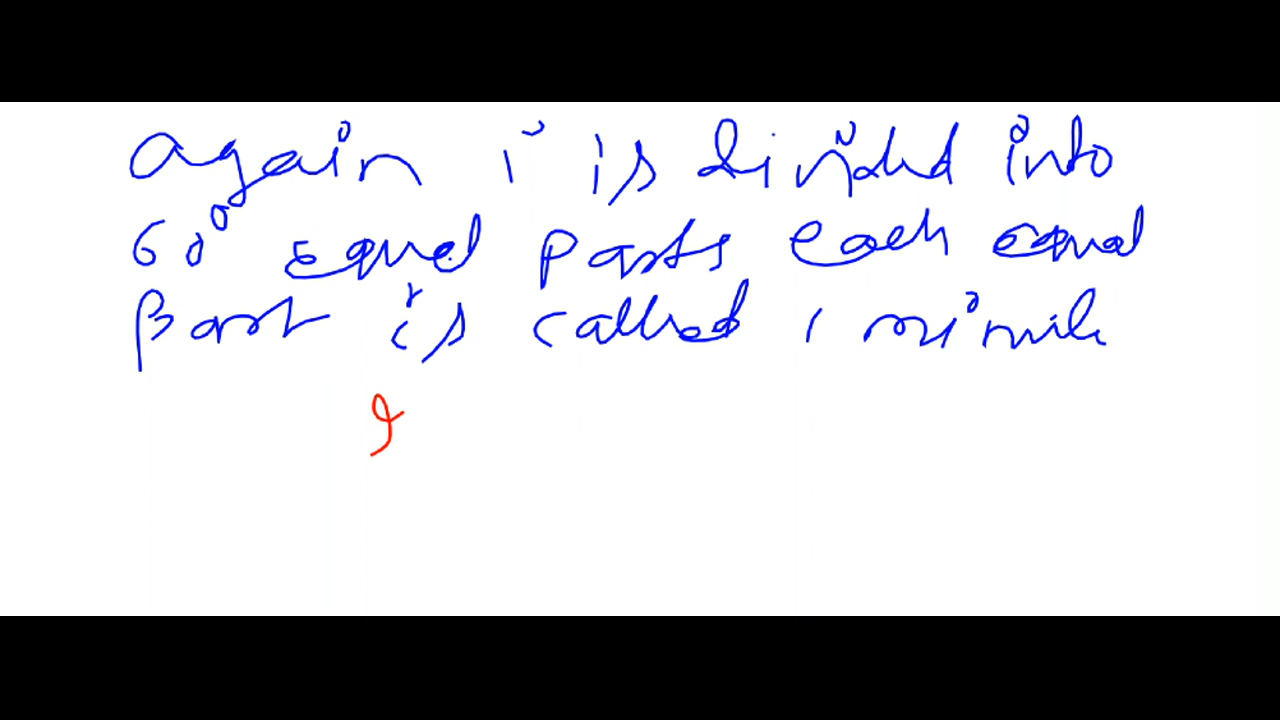 Again 1° is divided into
60° equal parts each equal
Part is called 1 minute